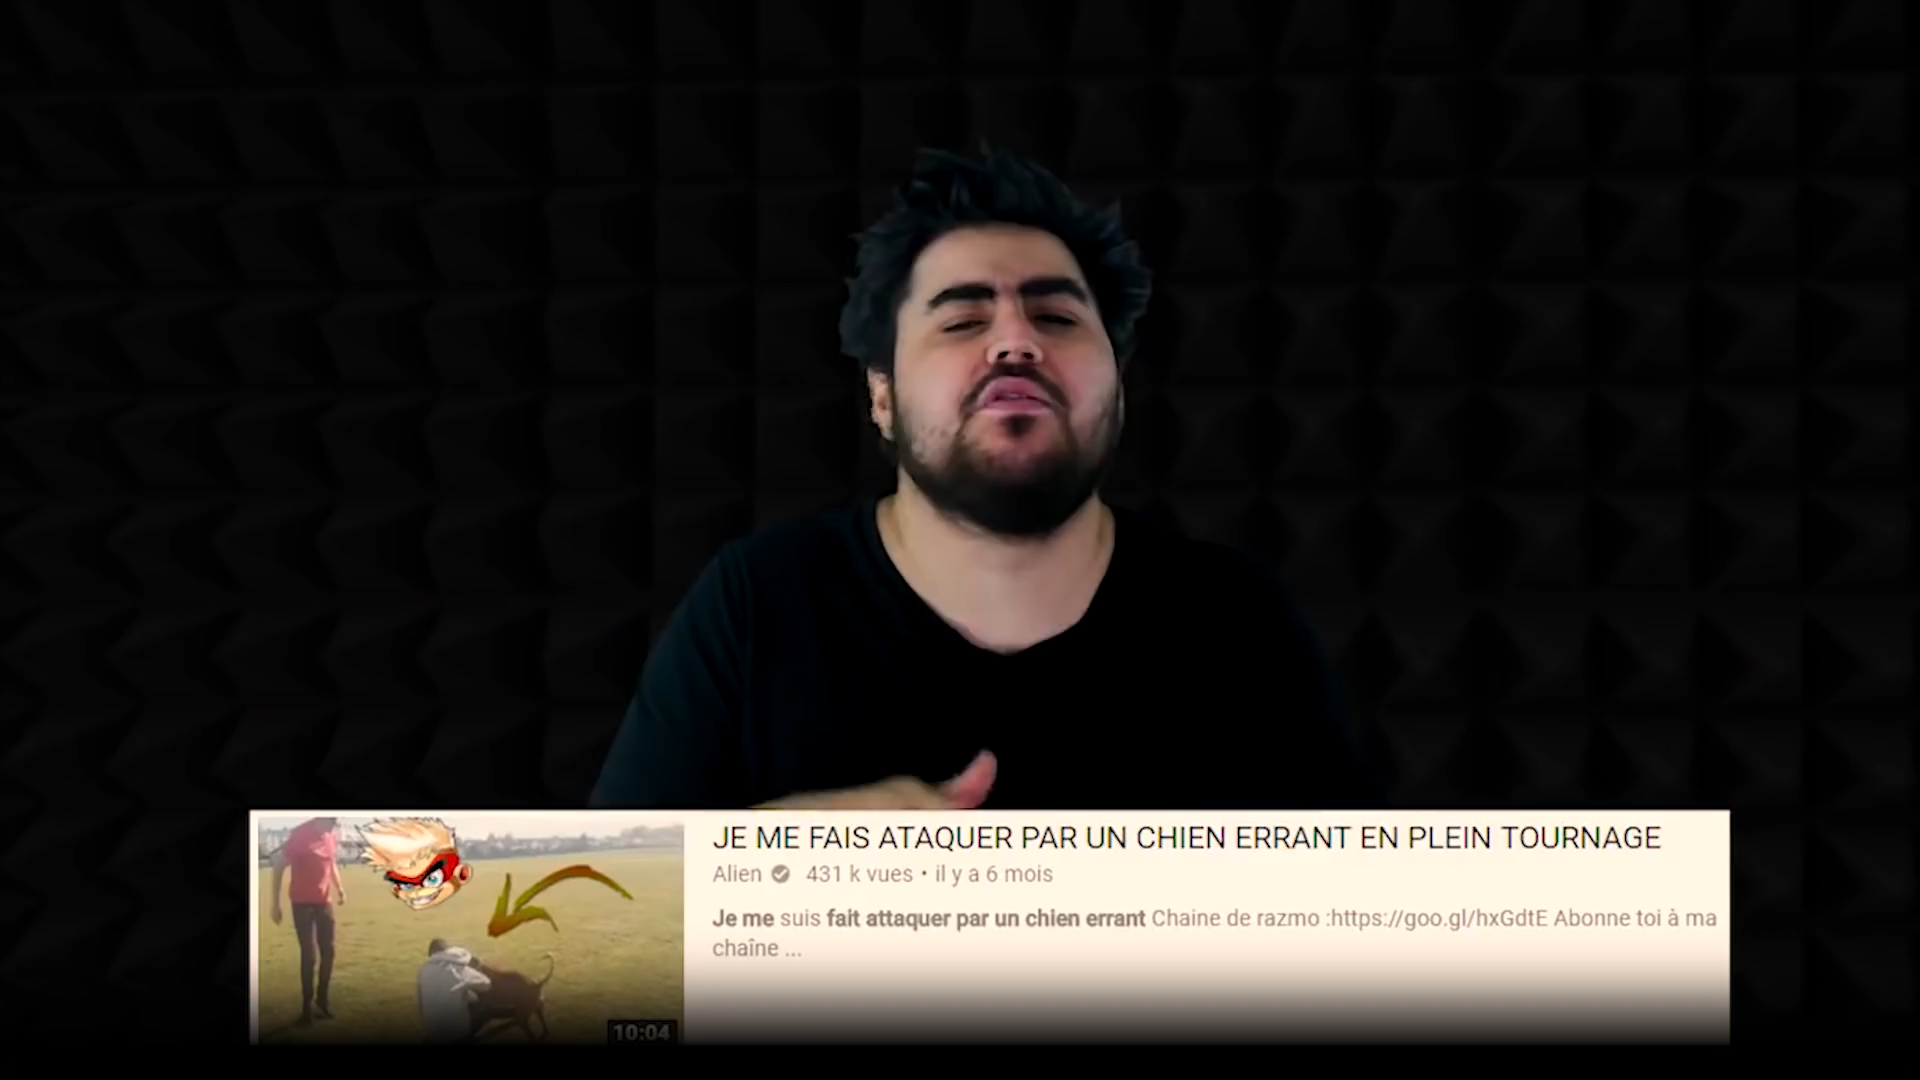 JE ME FAIS ATAQUER PAR UN CHIEN ERRANT EN PLEIN TOURNAGE
Alien 431 k vues • il y a 6 mois
Je me suis fait attaquer par un chien errant Chaine de razmo :https://goo.gl/hxGdtE Abonne toi à ma
chaîne ...
10:04